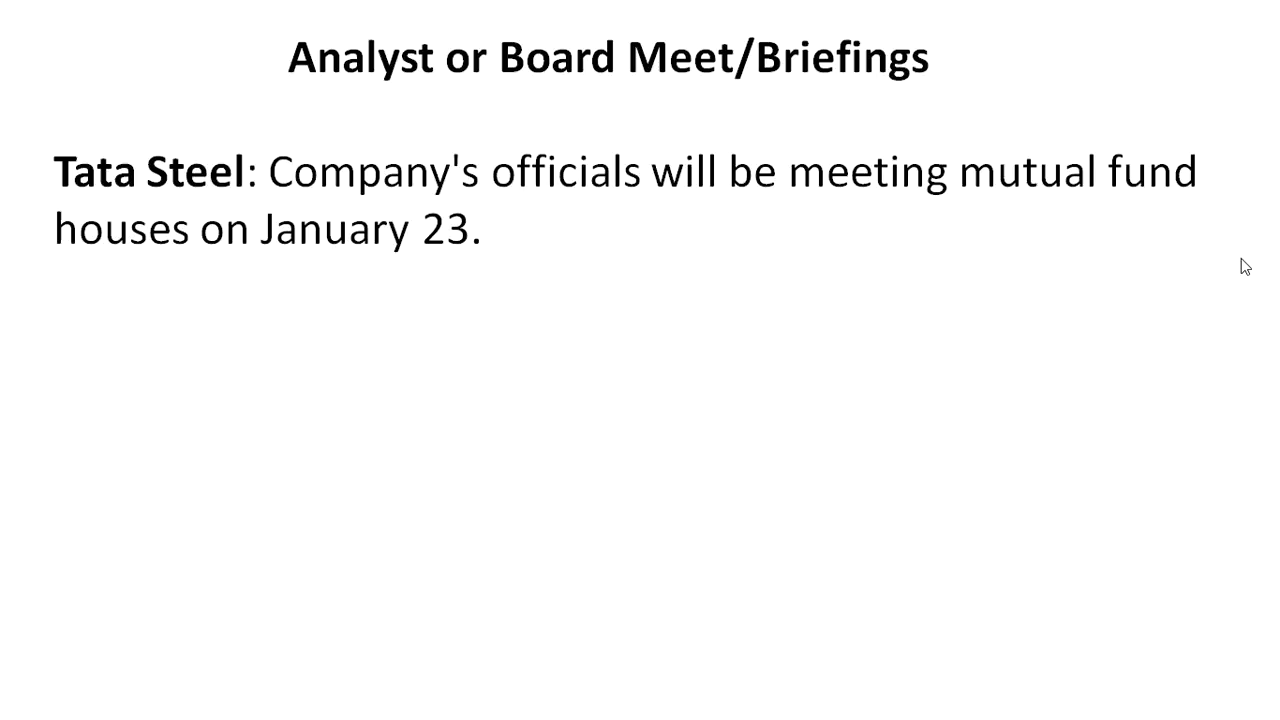 Analyst or Board Meet/Briefings
Tata Steel: Company's officials will be meeting mutual fund
houses on January 23.